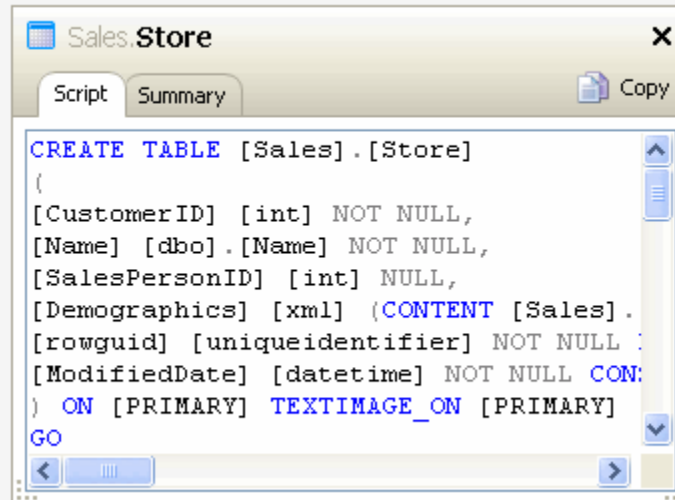 Sales.Store
Script Summary Copy
CREATE TABLE [Sales].[Store]
(
[CustomerID] [int] NOT NULL,
[Name] [dbo].[Name] NOT NULL,
[SalesPersonID] [int] NULL,
[Demographics] [xml] (CONTENT [Sales].
[rowguid] [uniqueidentifier] NOT NULL
[ModifiedDate] [datetime] NOT NULL
) ON [PRIMARY] TEXTIMAGE_ON [PRIMARY]
GO